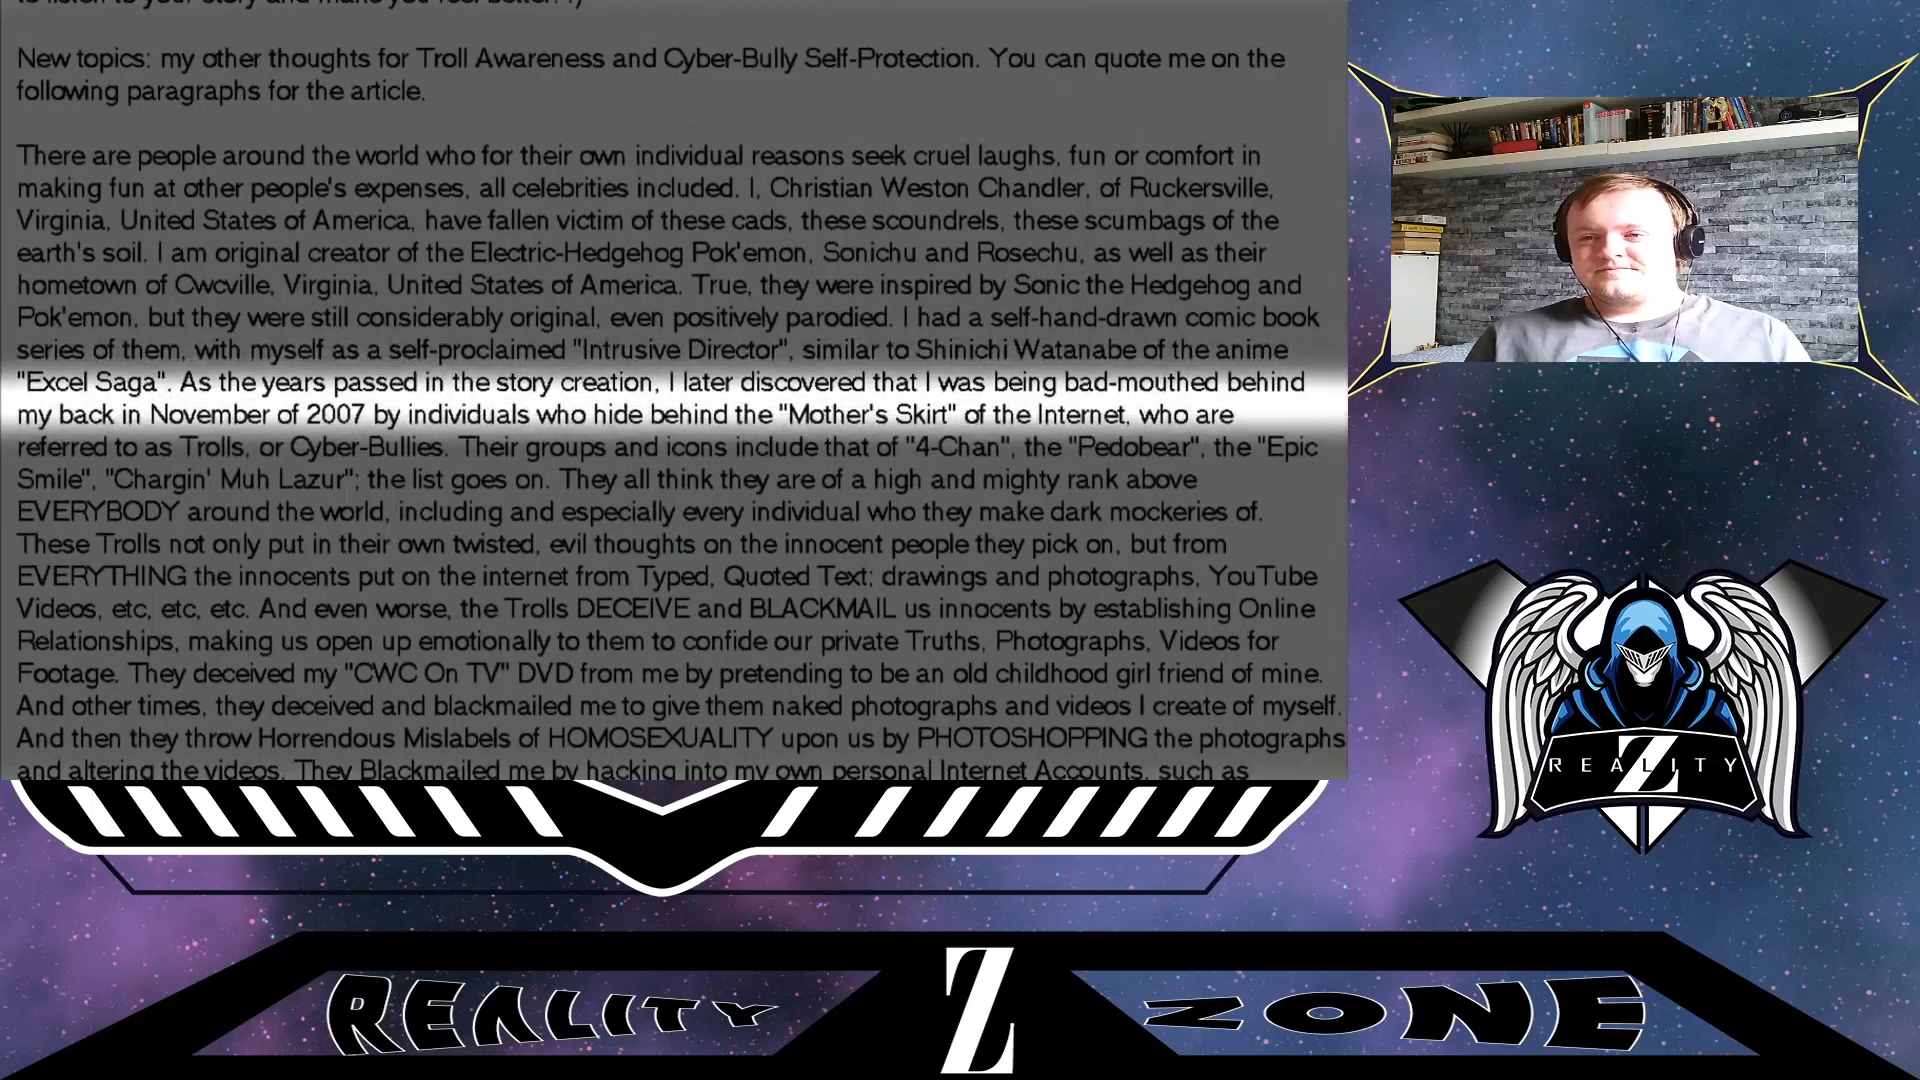 New topics: my other thoughts for Troll Awareness and Cyber-Bully Self-Protection. You can quote me on the
following paragraphs for the article.
There are people around the world who for their own individual reasons seek cruel laughs, fun or comfort in
making fun at other people's expenses, all celebrities included. I, Christian Weston Chandler, of Ruckersville,
Virginia, United States of America, have fallen victim of these cads, these scoundrels, these scumbags of the
earth's soil. I am original creator of the Electric-Hedgehog Pok'emon, Sonichu and Rosechu, as well as their
hometown of Cwcville, Virginia, United States of America. True, they were inspired by Sonic the Hedgehog and
Pok'emon, but they were still considerably original, even positively parodied. I had a self-hand-drawn comic book
series of them, with myself as a self-proclaimed "Intrusive Director", similar to Shinichi Watanabe of the anime
"Excel Saga". As the years passed in the story creation, I later discovered that I was being bad-mouthed behind
my back in November of 2007 by individuals who hide behind the "Mother's Skirt" of the Internet, who are
referred to as Trolls, or Cyber-Bullies. Their groups and icons include that of "4-Chan", the "Pedobear", the "Epic
Smile", "Chargin' Muh Lazur"; the list goes on. They all think they are of a high and mighty rank above
EVERYBODY around the world, including and especially every individual who they make dark mockeries of.
These Trolls not only put in their own twisted, evil thoughts on the innocent people they pick on, but from
EVERYTHING the innocents put on the internet from Typed, Quoted Text; drawings and photographs, YouTube
Videos, etc, etc, etc. And even worse, the Trolls DECEIVE and BLACKMAIL us innocents by establishing Online
Relationships, making us open up emotionally to them to confide our private Truths, Photographs, Videos for
Footage. They deceived my "CWC On TV" DVD from me by pretending to be an old childhood girl friend of mine.
And other times, they deceived and blackmailed me to give them naked photographs and videos I create of myself.
And then they throw Horrendous Mislabels of HOMOSEXUALITY upon us by PHOTOSHOPPING the photographs
and altering the videos. They Blackmailed me by hacking into my own personal Internet Accounts, such as
Z
REALITY
REALITY Z ZONE